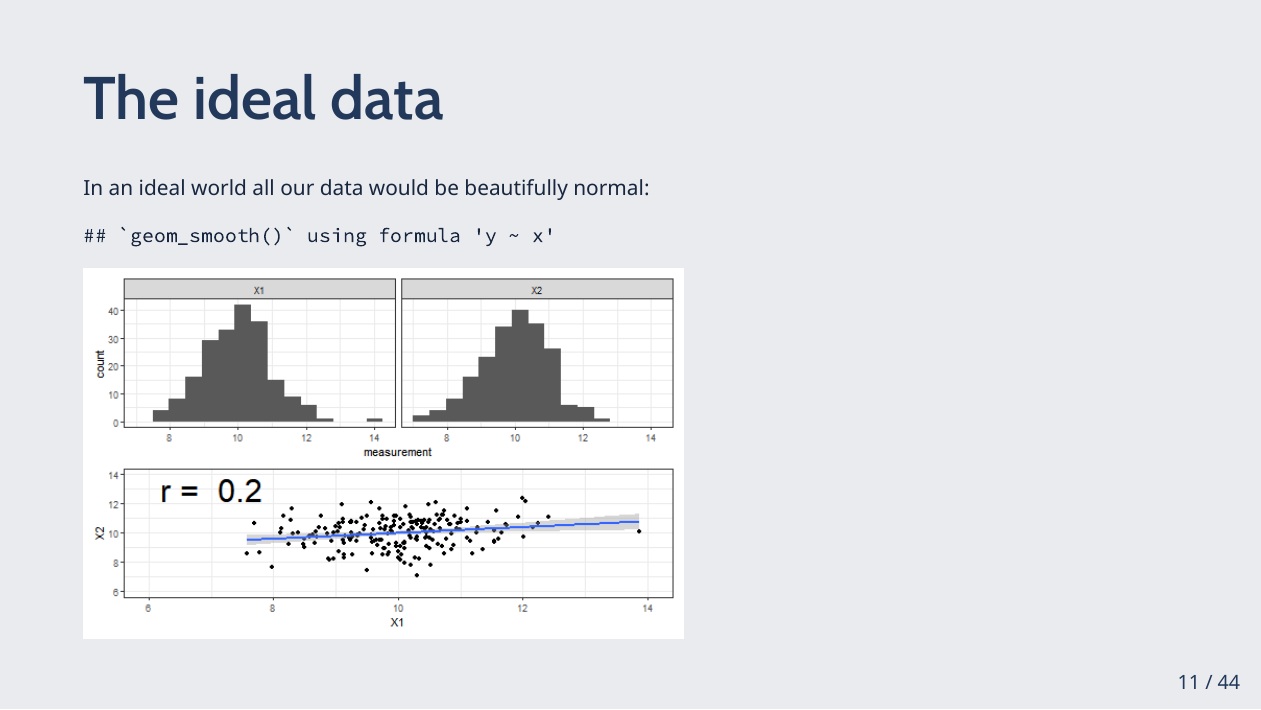 The ideal data
In an ideal world all our data would be beautifully normal:
## `geom_smooth()` using formula 'y ~ x'
X1 X2
40
30
20
10
0
count
8 10 12 14 8 10 12 14
measurement
r = 0.2
14
12
10
8
6
X2
6 8 10 12 14
X1
11 / 44